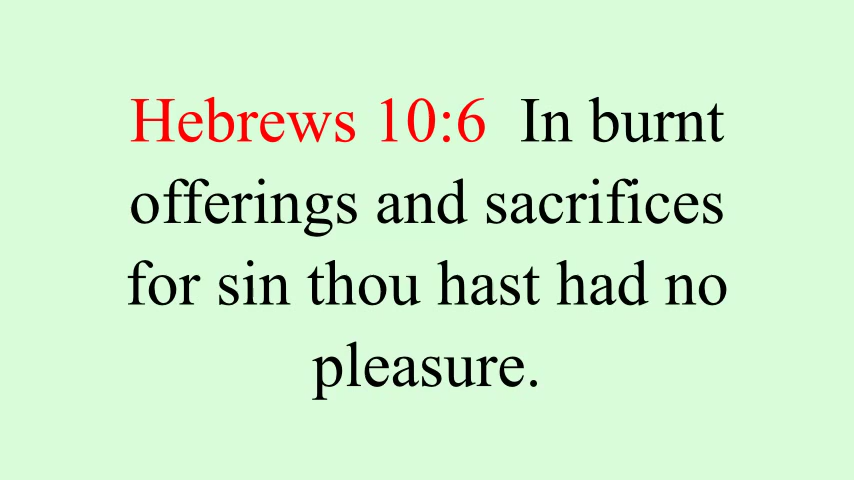 Hebrews 10:6  In burnt
offerings and sacrifices
for sin thou hast had no
pleasure.